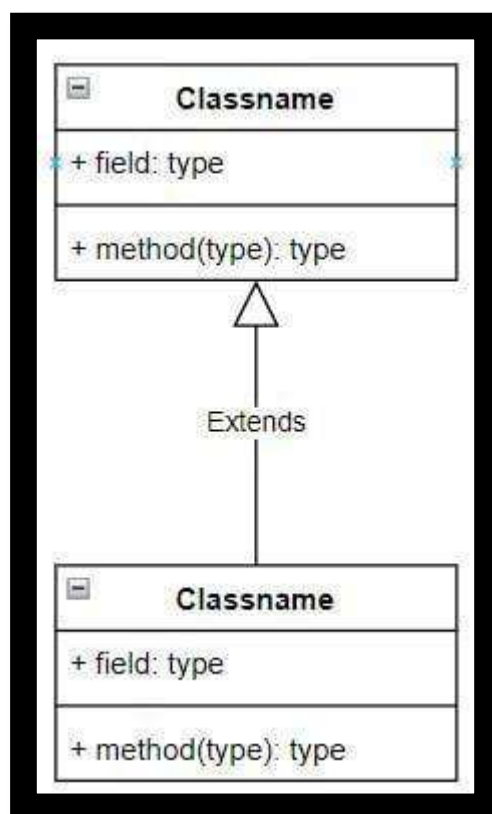 Classname
+ field: type
+ method(type): type
Extends
Classname
+ field: type
+ method(type): type